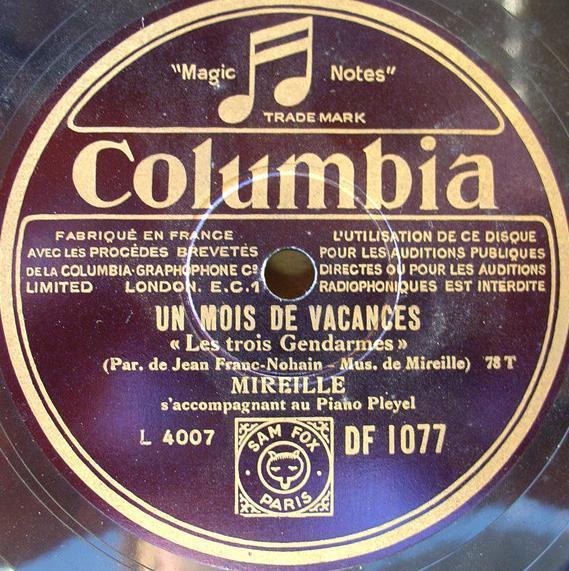 "Magic Notes"
TRADE MARK
Columbia
FABRIQUÉ EN FRANCE
AVEC LES PROCÉDÉS BREVETÉS
DE LA COLUMBIA-GRAPHOPHONE Cº
LIMITED LONDON. E.C.1
L'UTILISATION DE CE DISQUE
POUR LES AUDITIONS PUBLIQUES
DIRECTES OU POUR LES AUDITIONS
RADIOPHONIQUES EST INTERDITE
UN MOIS DE VACANCES
« Les trois Gendarmes »
(Par. de Jean Franc-Nohain - Mus. de Mireille) 78 T
MIREILLE
s'accompagnant au Piano Pleyel
L 4007
DF 1077
SAM FOX
PARIS